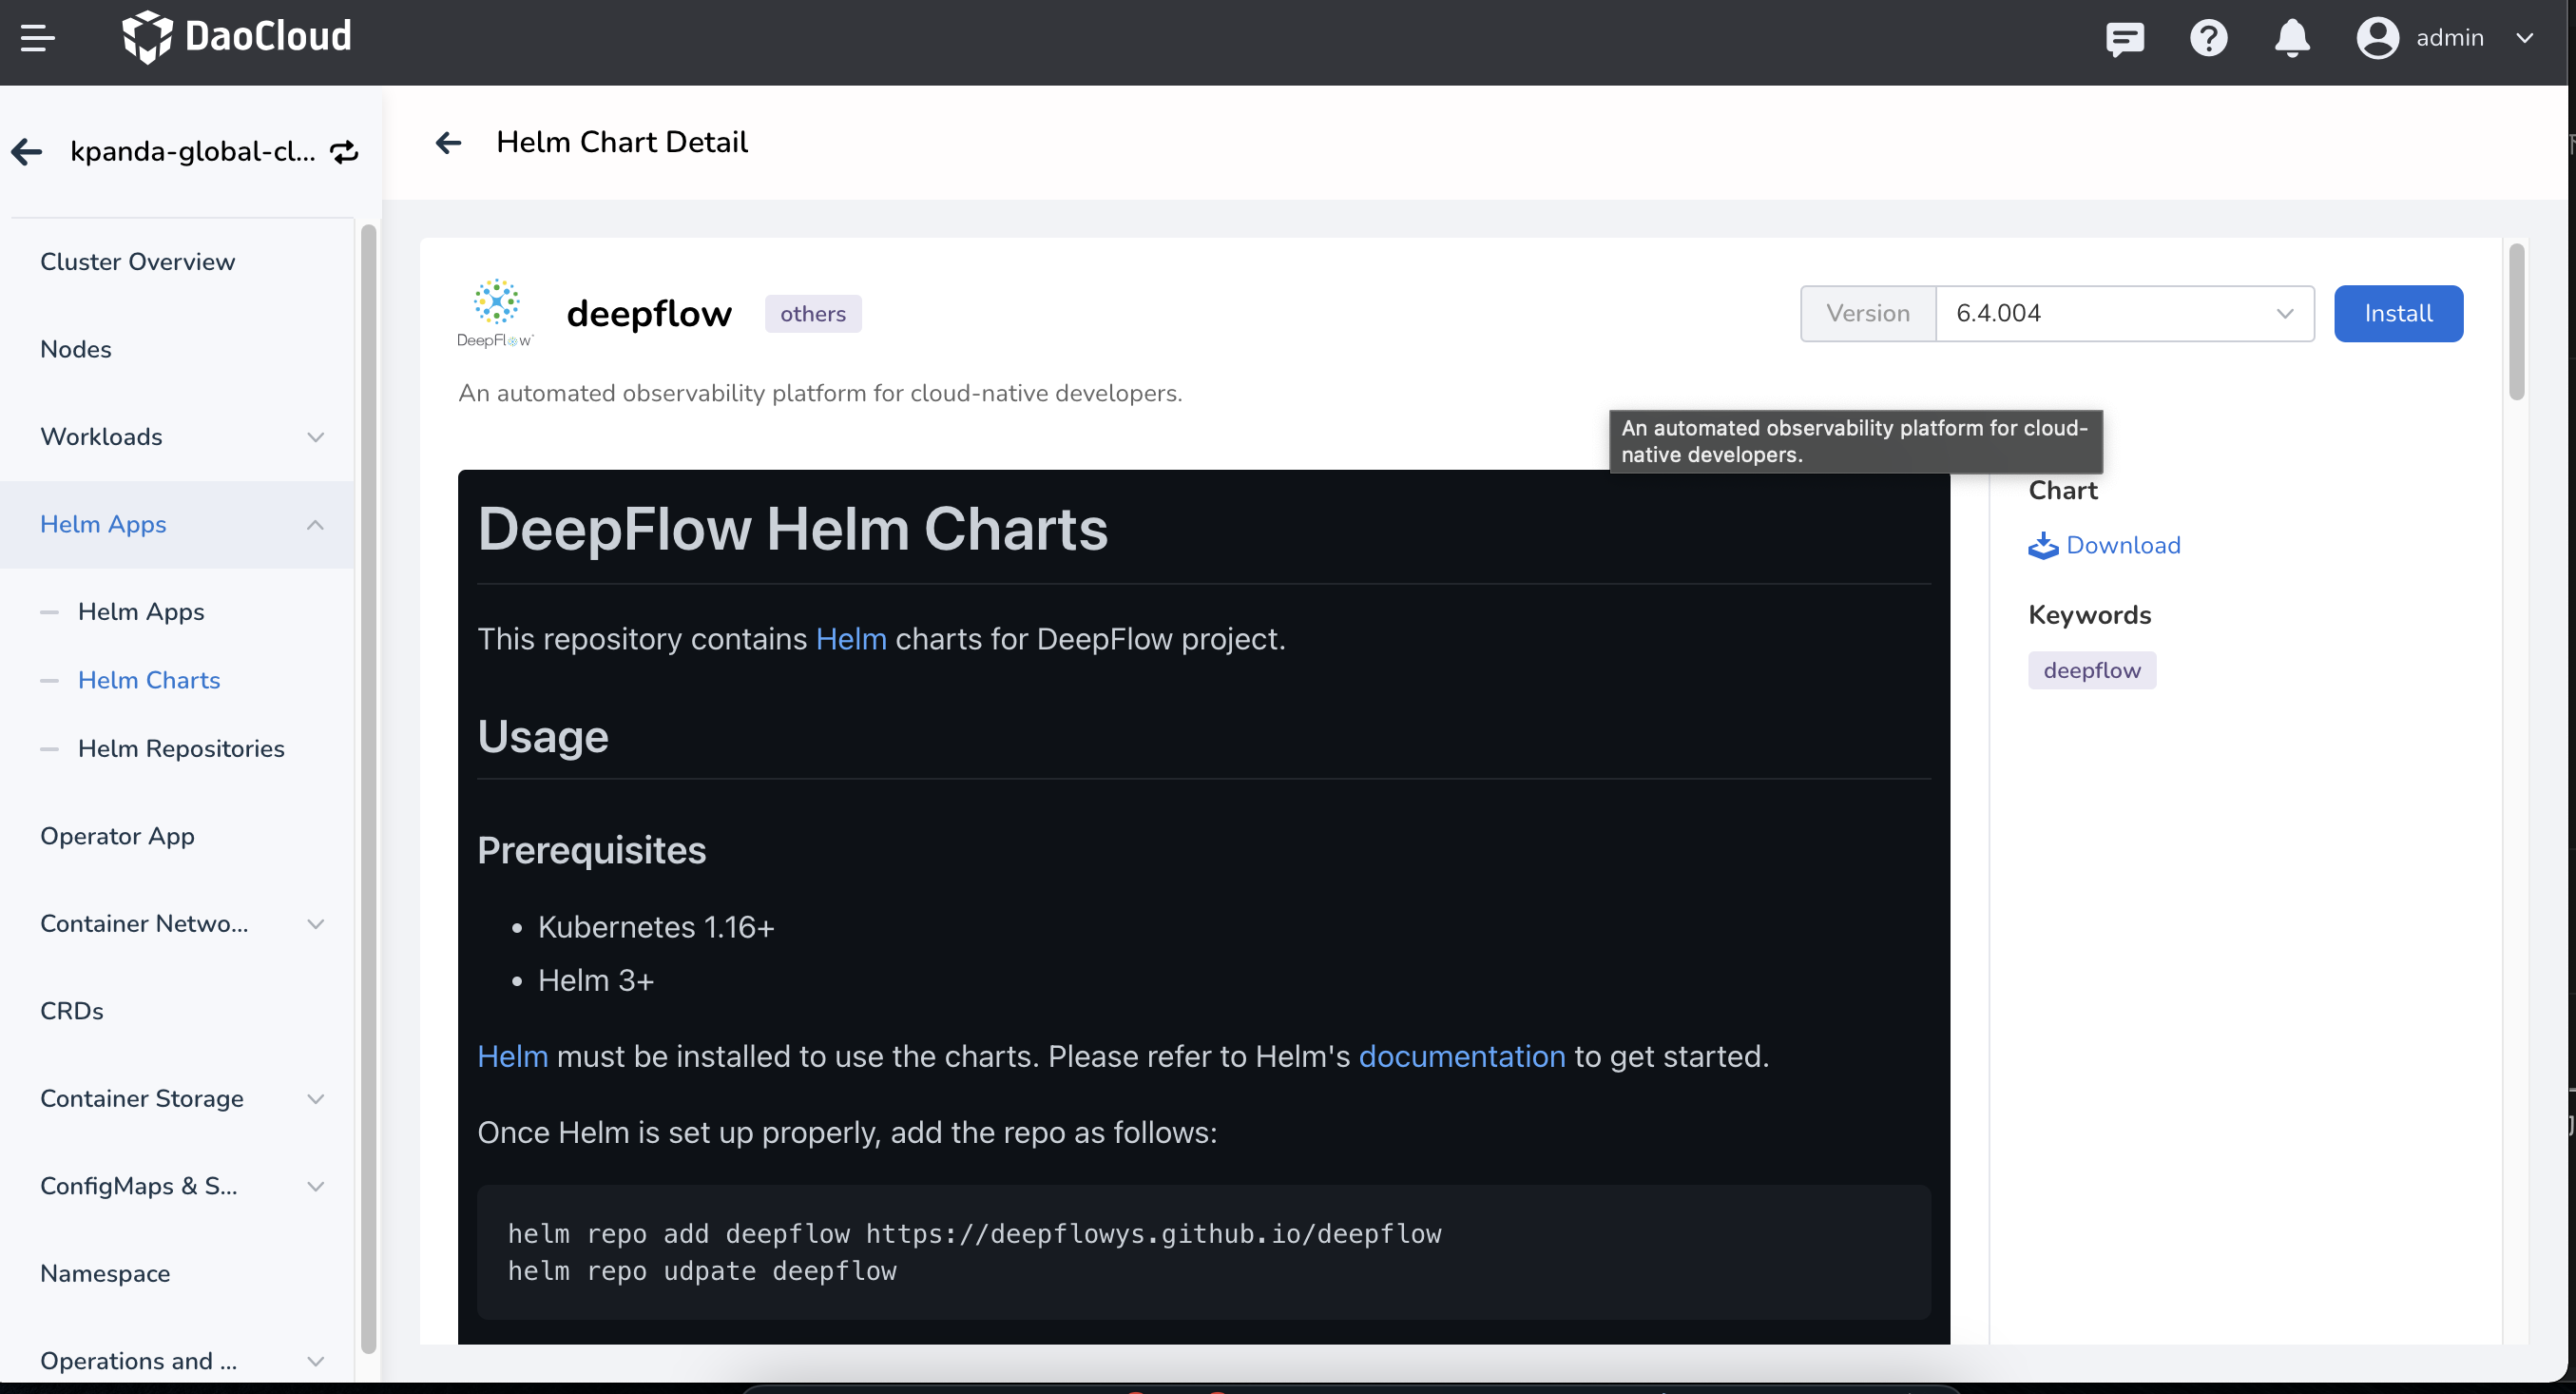 DaoCloud
admin
kpanda-global-cl...
Helm Chart Detail
Cluster Overview
Nodes
Workloads
Helm Apps
Helm Apps
Helm Charts
Helm Repositories
Operator App
Container Netwo...
CRDs
Container Storage
ConfigMaps & S...
Namespace
Operations and ...
DeepFlow
deepflow
others
Version
6.4.004
Install
An automated observability platform for cloud-native developers.
An automated observability platform for cloud-
native developers.
DeepFlow Helm Charts
This repository contains Helm charts for DeepFlow project.
Usage
Prerequisites
• Kubernetes 1.16+
• Helm 3+
Helm must be installed to use the charts. Please refer to Helm's documentation to get started.
Once Helm is set up properly, add the repo as follows:
helm repo add deepflow https://deepflowys.github.io/deepflow
helm repo udpate deepflow
Chart
Download
Keywords
deepflow